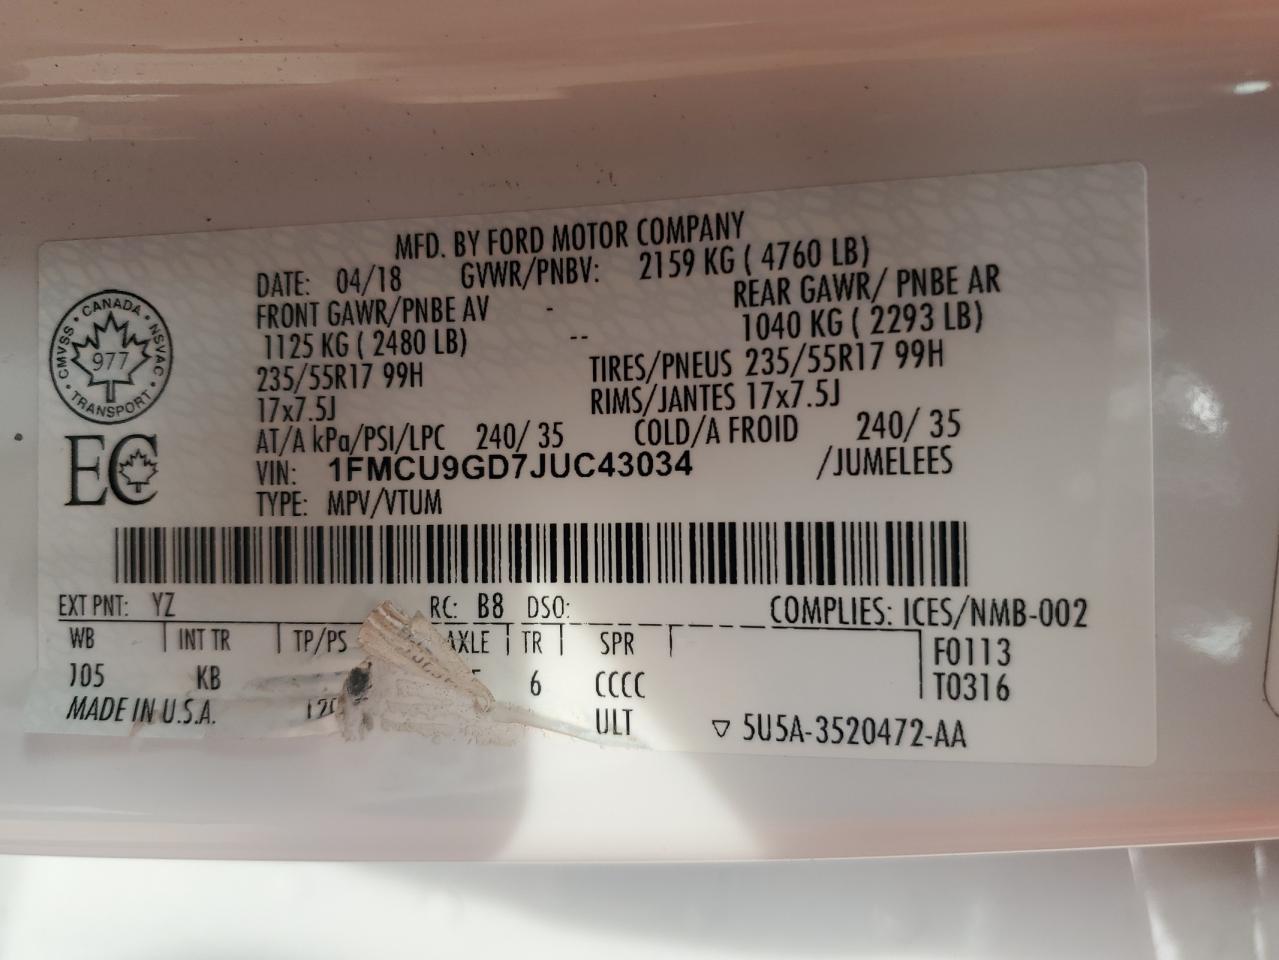 MFD. BY FORD MOTOR COMPANY
DATE: 04/18 GVWR/PNBV: 2159 KG ( 4760 LB)
FRONT GAWR/PNBE AV - REAR GAWR/ PNBE AR
1125 KG ( 2480 LB) -- 1040 KG ( 2293 LB)
235/55R17 99H TIRES/PNEUS 235/55R17 99H
17x7.5J RIMS/JANTES 17x7.5J
AT/A kPa/PSI/LPC 240/ 35 COLD/A FROID 240/ 35
VIN: 1FMCU9GD7JUC43034 /JUMELEES
TYPE: MPV/VTUM
CANADA
CMVSS • NSVAC
977
TRANSPORT
EC
EXT PNT: YZ RC: B8 DSO: COMPLIES: ICES/NMB-002
WB INT TR TP/PS AXLE TR SPR F0113
105 KB 6 CCCC T0316
MADE IN U.S.A. ULT ▽ 5U5A-3520472-AA